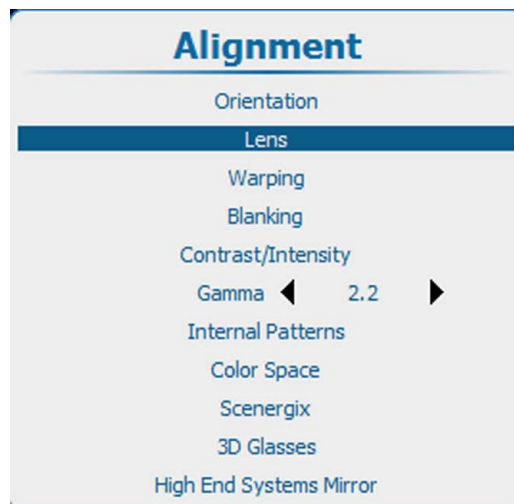 Alignment
Orientation
Lens
Warping
Blanking
Contrast/Intensity
Gamma 2.2
Internal Patterns
Color Space
Scenergix
3D Glasses
High End Systems Mirror